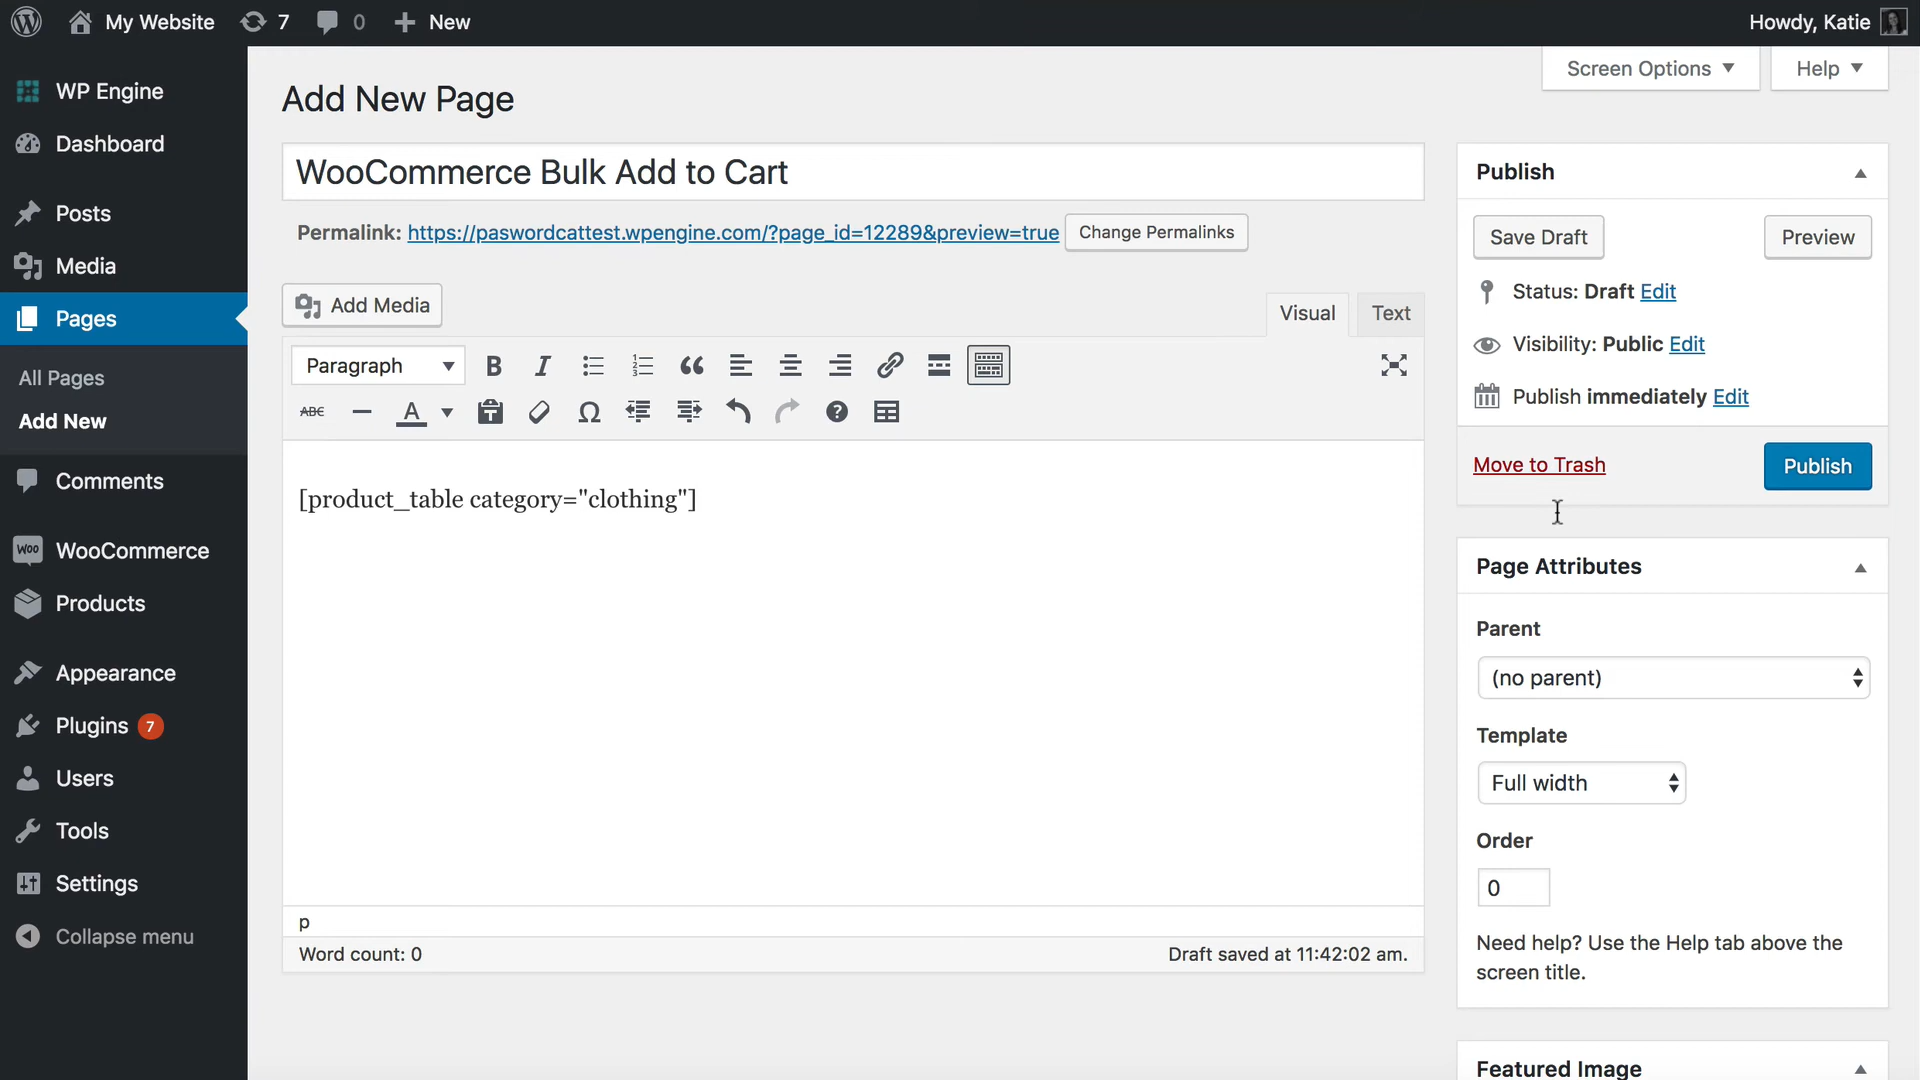 My Website
7
0
New
Howdy, Katie
WP Engine
Dashboard
Posts
Media
Pages
All Pages
Add New
Comments
WooCommerce
Products
Appearance
Plugins 7
Users
Tools
Settings
Collapse menu
Screen Options
Help
Add New Page
WooCommerce Bulk Add to Cart
Permalink: https://paswordcattest.wpengine.com/?page_id=12289&preview=true
Change Permalinks
Add Media
Visual
Text
Paragraph
[product_table category="clothing"]
p
Word count: 0
Draft saved at 11:42:02 am.
Publish
Save Draft
Preview
Status: Draft Edit
Visibility: Public Edit
Publish immediately Edit
Move to Trash
Publish
Page Attributes
Parent
(no parent)
Template
Full width
Order
0
Need help? Use the Help tab above the
screen title.
Featured Image